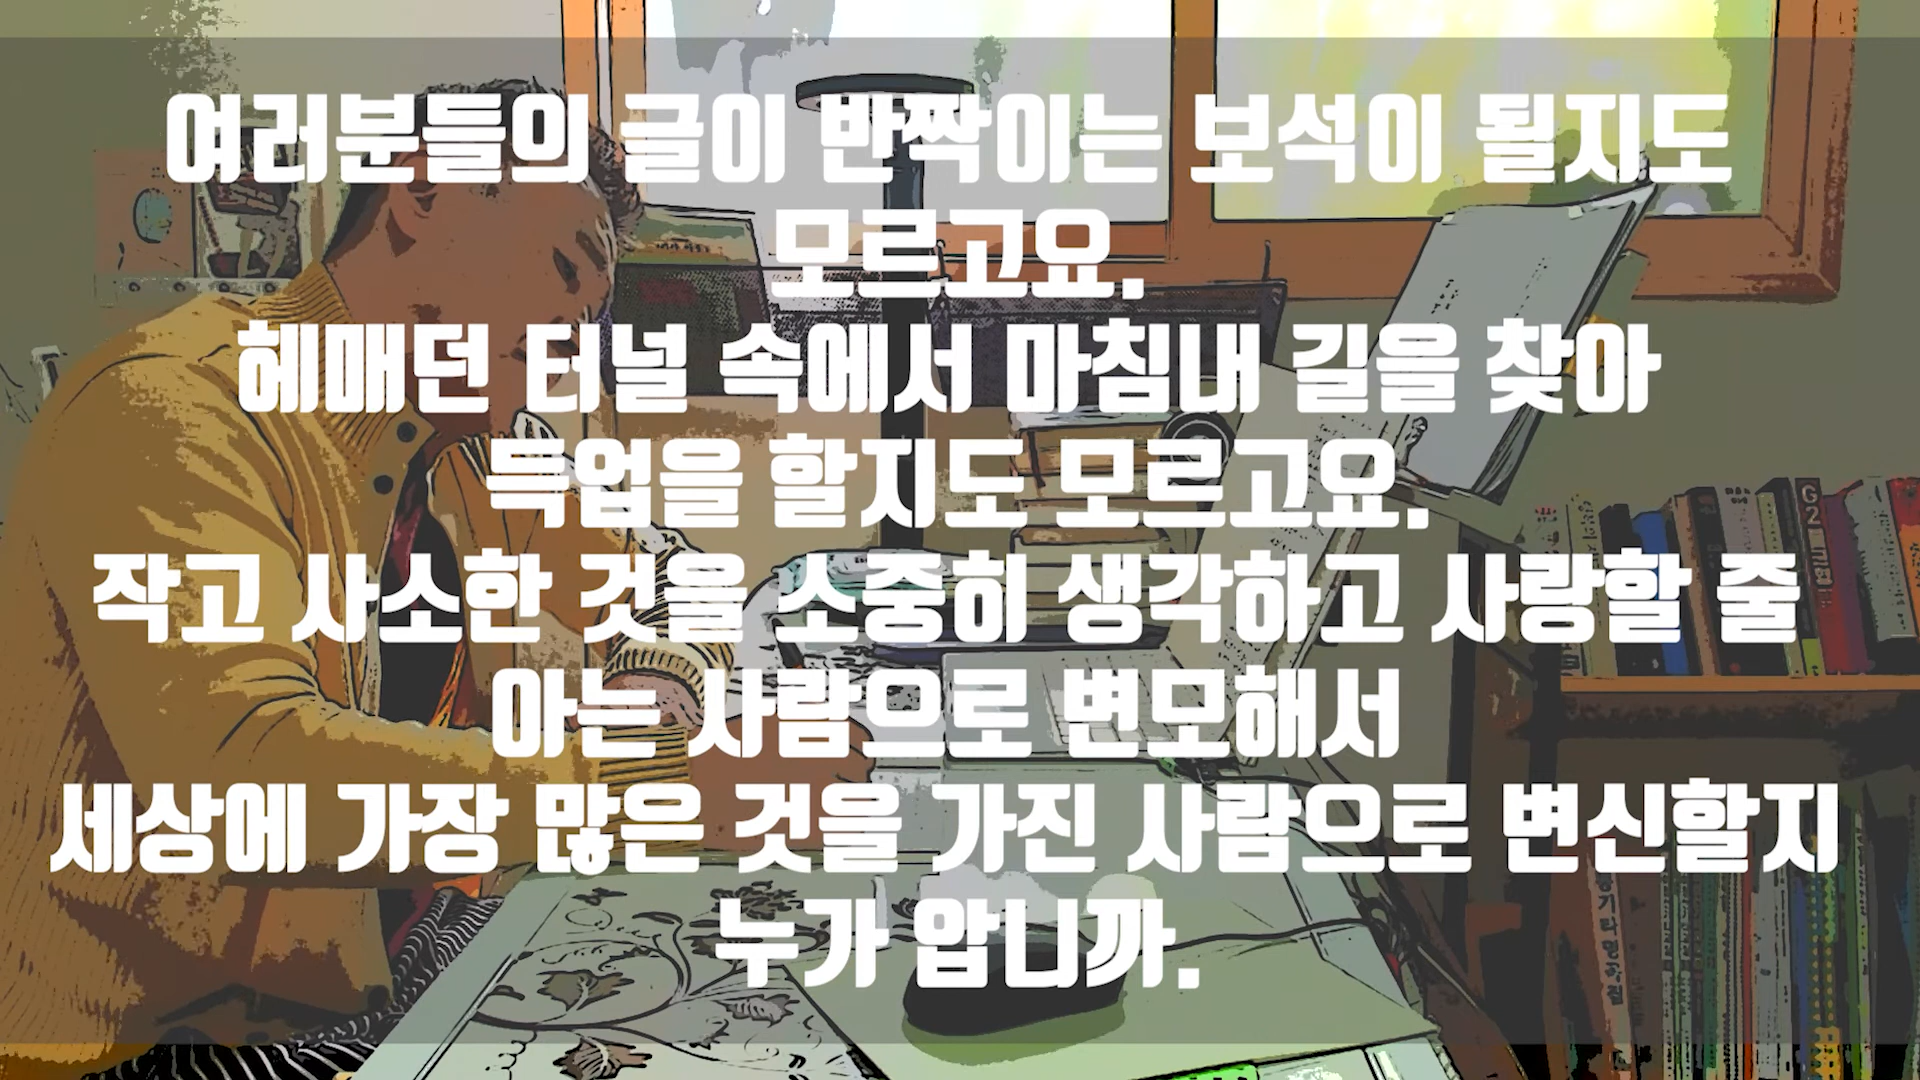 여러분들의 글이 반짝이는 보석이 될지도
모르고요.
헤매던 터널 속에서 마침내 길을 찾아
득업을 할지도 모르고요.
작고 사소한 것을 소중히 생각하고 사랑할 줄
아는 사람으로 변모해서
세상에 가장 많은 것을 가진 사람으로 변신할지
누가 압니까.
G2